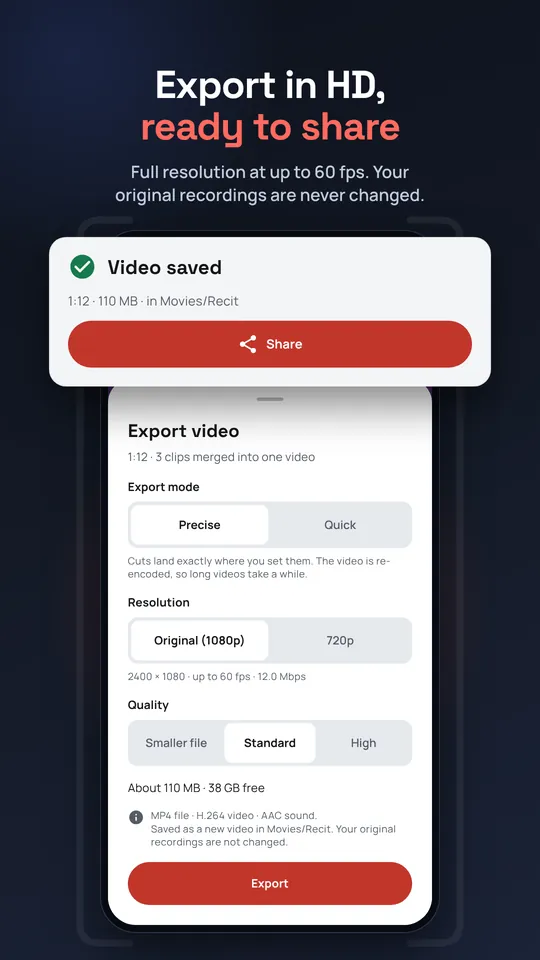 Export in HD,
ready to share
Full resolution at up to 60 fps. Your
original recordings are never changed.
Video saved
1:12 · 110 MB · in Movies/Recit
Share
Export video
1:12 · 3 clips merged into one video
Export mode
Precise
Quick
Cuts land exactly where you set them. The video is re-
encoded, so long videos take a while.
Resolution
Original (1080p)
720p
2400 × 1080 · up to 60 fps · 12.0 Mbps
Quality
Smaller file
Standard
High
About 110 MB · 38 GB free
MP4 file · H.264 video · AAC sound.
Saved as a new video in Movies/Recit. Your original
recordings are not changed.
Export